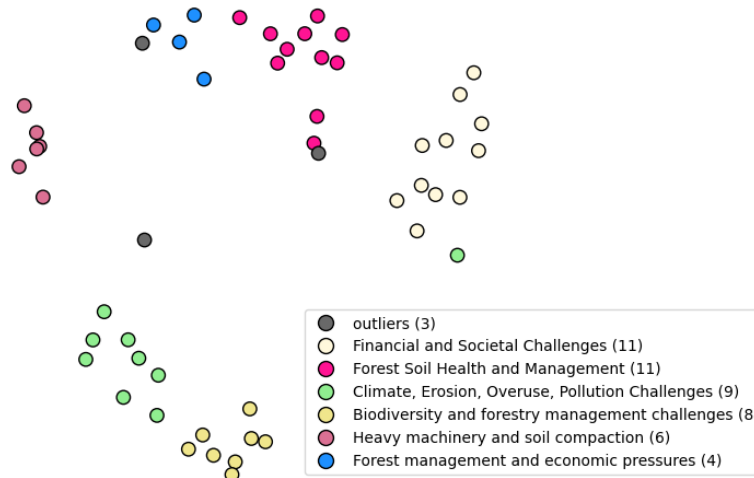 outliers (3)
Financial and Societal Challenges (11)
Forest Soil Health and Management (11)
Climate, Erosion, Overuse, Pollution Challenges (9)
Biodiversity and forestry management challenges (8
Heavy machinery and soil compaction (6)
Forest management and economic pressures (4)